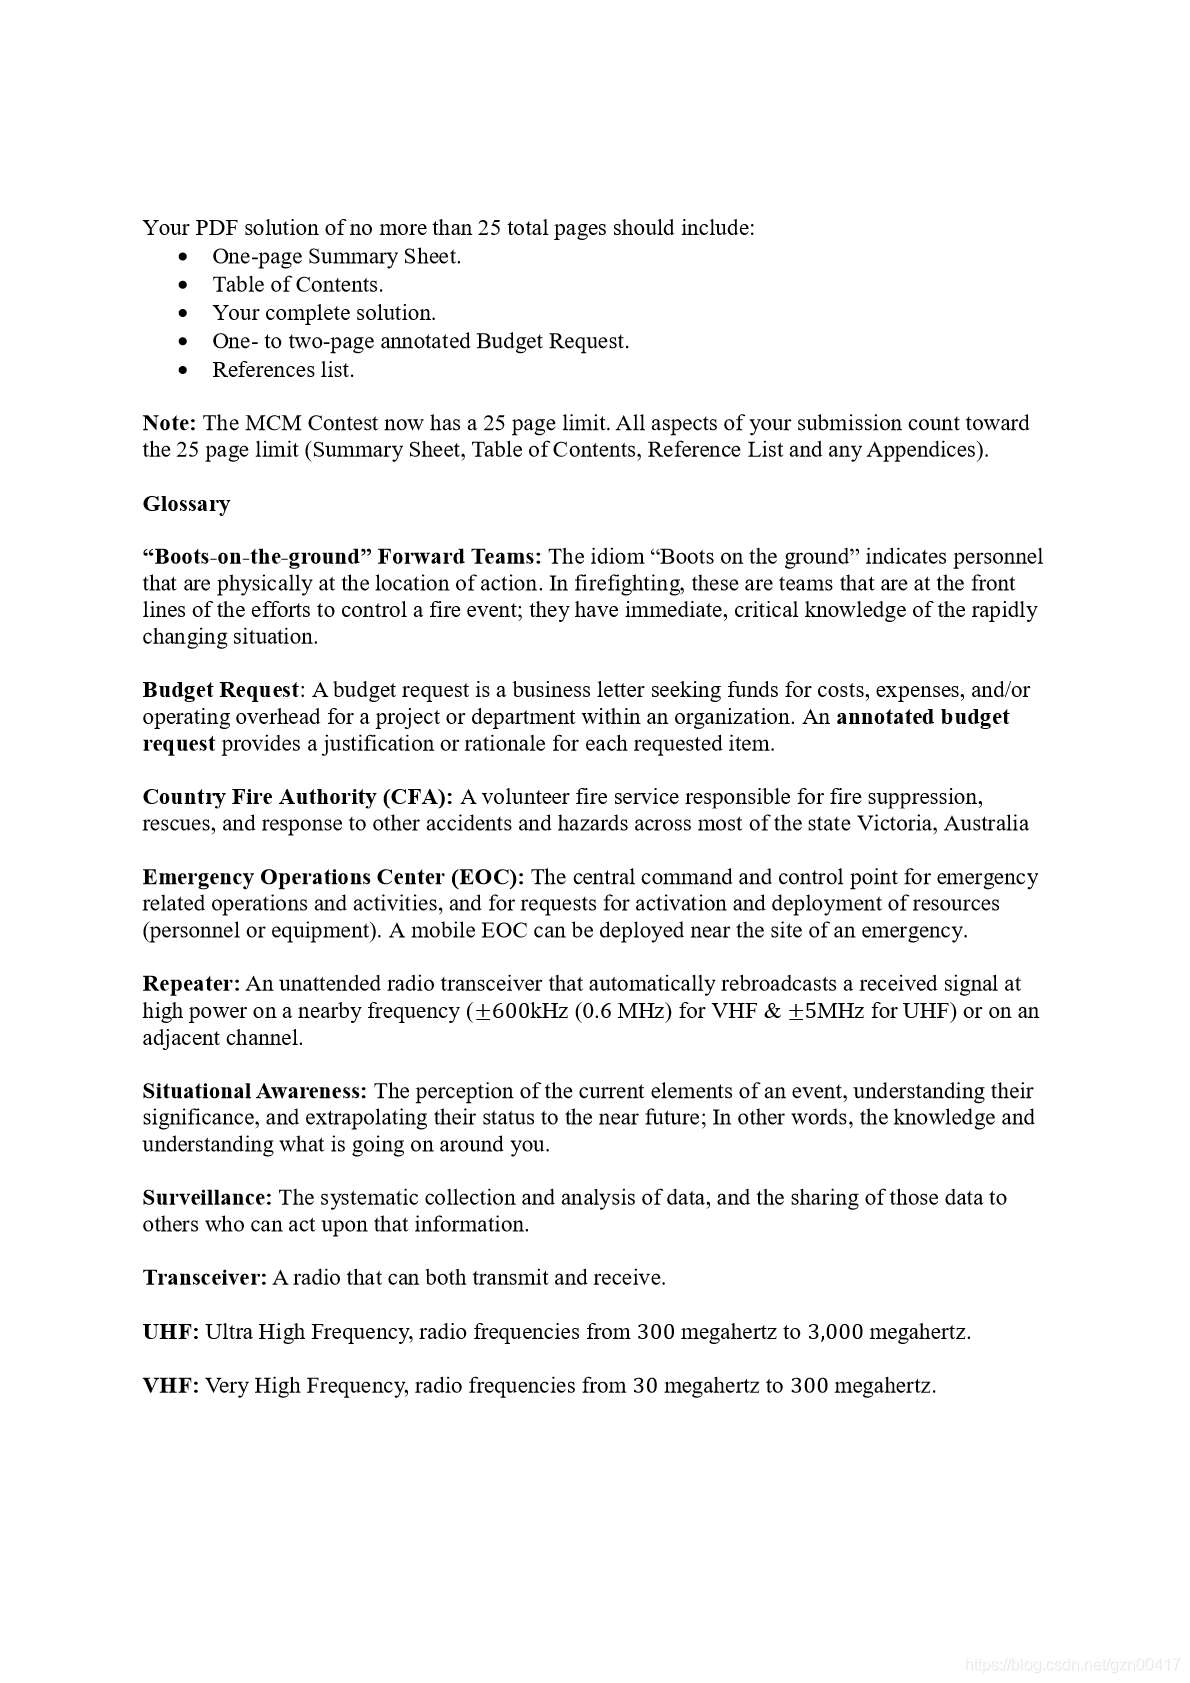 Your PDF solution of no more than 25 total pages should include:
• One-page Summary Sheet.
• Table of Contents.
• Your complete solution.
• One- to two-page annotated Budget Request.
• References list.
Note: The MCM Contest now has a 25 page limit. All aspects of your submission count toward
the 25 page limit (Summary Sheet, Table of Contents, Reference List and any Appendices).
Glossary
“Boots-on-the-ground” Forward Teams: The idiom “Boots on the ground” indicates personnel
that are physically at the location of action. In firefighting, these are teams that are at the front
lines of the efforts to control a fire event; they have immediate, critical knowledge of the rapidly
changing situation.
Budget Request: A budget request is a business letter seeking funds for costs, expenses, and/or
operating overhead for a project or department within an organization. An annotated budget
request provides a justification or rationale for each requested item.
Country Fire Authority (CFA): A volunteer fire service responsible for fire suppression,
rescues, and response to other accidents and hazards across most of the state Victoria, Australia
Emergency Operations Center (EOC): The central command and control point for emergency
related operations and activities, and for requests for activation and deployment of resources
(personnel or equipment). A mobile EOC can be deployed near the site of an emergency.
Repeater: An unattended radio transceiver that automatically rebroadcasts a received signal at
high power on a nearby frequency (±600kHz (0.6 MHz) for VHF & ±5MHz for UHF) or on an
adjacent channel.
Situational Awareness: The perception of the current elements of an event, understanding their
significance, and extrapolating their status to the near future; In other words, the knowledge and
understanding what is going on around you.
Surveillance: The systematic collection and analysis of data, and the sharing of those data to
others who can act upon that information.
Transceiver: A radio that can both transmit and receive.
UHF: Ultra High Frequency, radio frequencies from 300 megahertz to 3,000 megahertz.
VHF: Very High Frequency, radio frequencies from 30 megahertz to 300 megahertz.
https://blog.csdn.net/gzn00417